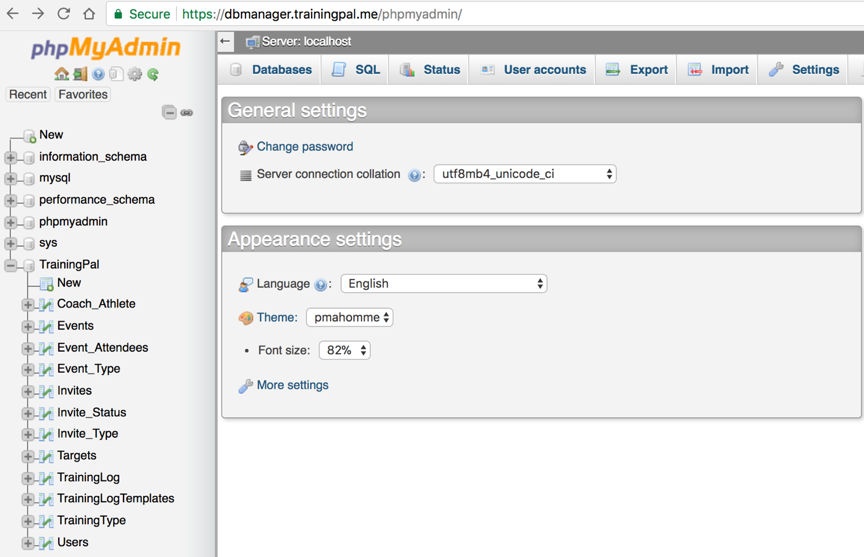 Secure https://dbmanager.trainingpal.me/phpmyadmin/
phpMyAdmin
Recent Favorites
New
information_schema
mysql
performance_schema
phpmyadmin
sys
TrainingPal
New
Coach_Athlete
Events
Event_Attendees
Event_Type
Invites
Invite_Status
Invite_Type
Targets
TrainingLog
TrainingLogTemplates
TrainingType
Users
Server: localhost
Databases SQL Status User accounts Export Import Settings
General settings
Change password
Server connection collation : utf8mb4_unicode_ci
Appearance settings
Language : English
Theme: pmahomme
• Font size: 82%
More settings